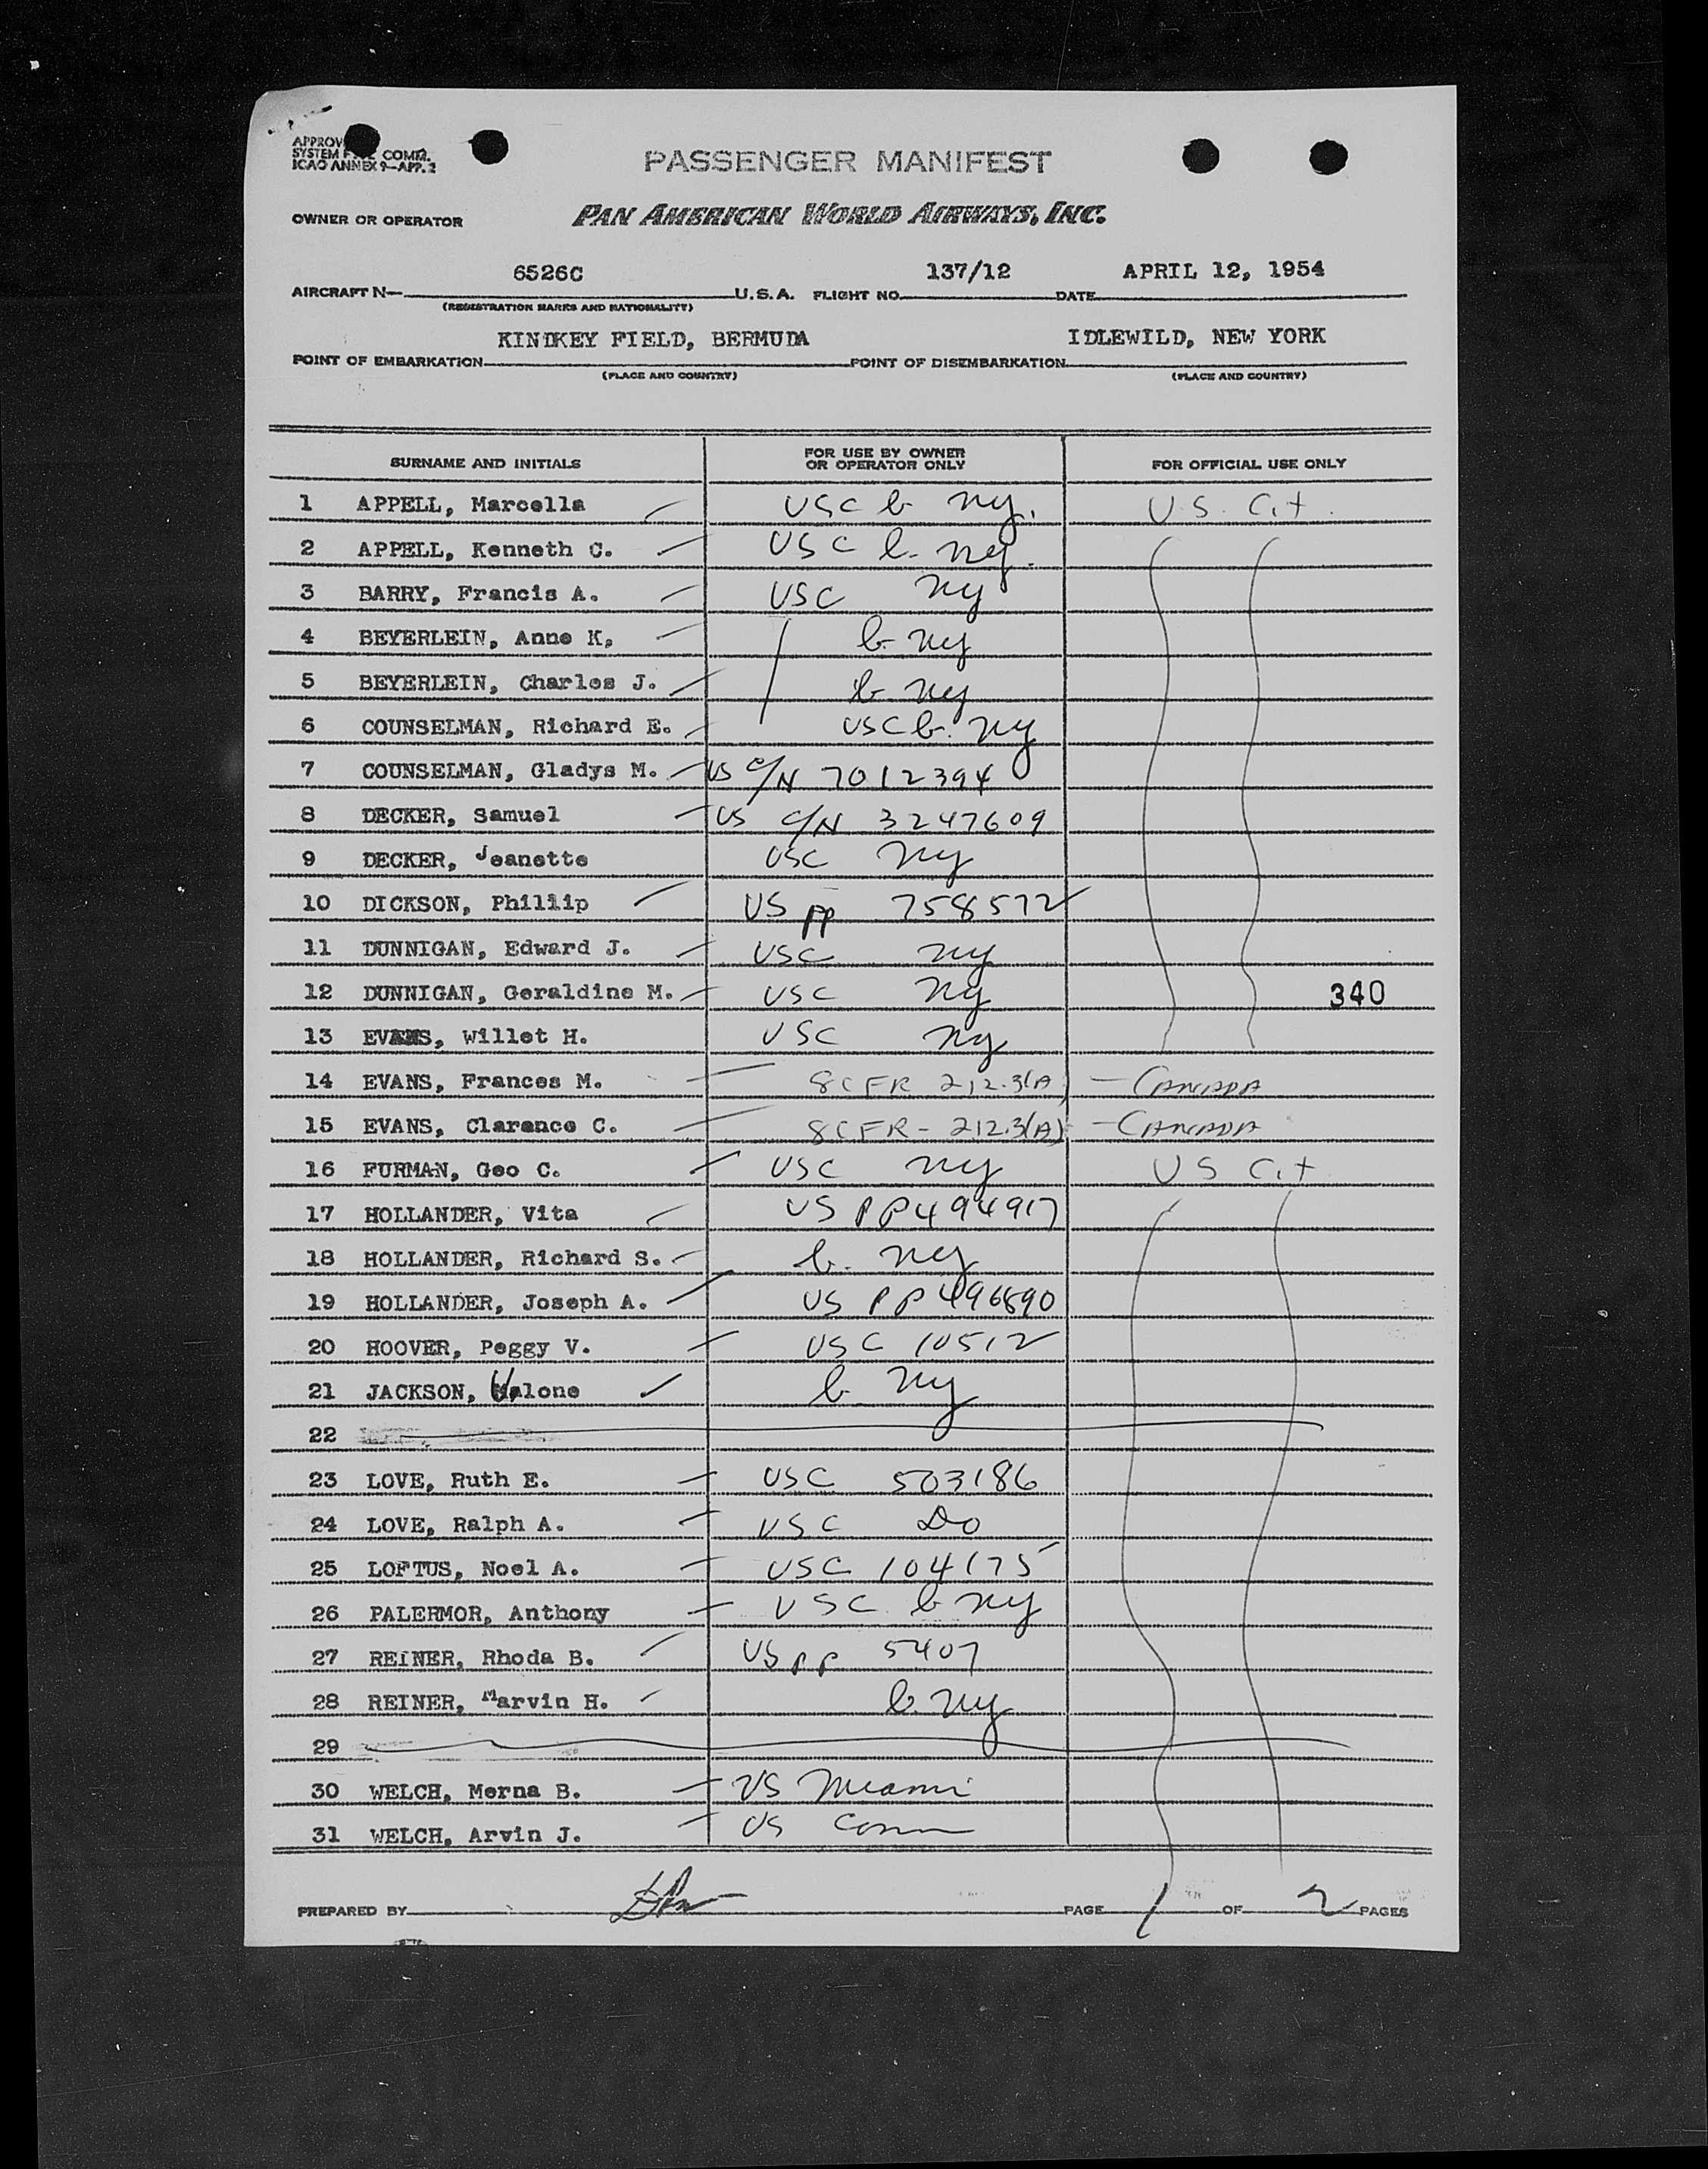 APPROV
SYSTEM COMM.
ICAO ANNEX 9-APP. 2
PASSENGER MANIFEST
OWNER OR OPERATOR PAN AMERICAN WORLD AIRWAYS, INC.
6526C 137/12 APRIL 12, 1954
AIRCRAFT N— U.S.A. FLIGHT NO. DATE
(REGISTRATION MARKS AND NATIONALITY)
KINDKEY FIELD, BERMUDA IDLEWILD, NEW YORK
POINT OF EMBARKATION POINT OF DISEMBARKATION
(PLACE AND COUNTRY) (PLACE AND COUNTRY)
SURNAME AND INITIALS FOR USE BY OWNER OR OPERATOR ONLY FOR OFFICIAL USE ONLY
1 APPELL, Marcella USC b ny. U.S. Cit.
2 APPELL, Kenneth C. USC b. ny.
3 BARRY, Francis A. USC ny
4 BEYERLEIN, Anne K, b ny
5 BEYERLEIN, Charles J. b ny
6 COUNSELMAN, Richard E. USC b. ny
7 COUNSELMAN, Gladys M. US C/N 7012394
8 DECKER, Samuel US C/N 3247609
9 DECKER, Jeanette USC ny
10 DICKSON, Phillip US pp 758572
11 DUNNIGAN, Edward J. USC ny
12 DUNNIGAN, Geraldine M. USC ny 340
13 EVANS, Willet H. USC ny
14 EVANS, Frances M. 8CFR 212.3(A) - CANADA
15 EVANS, Clarence C. 8CFR - 212.3(A) - CANADA
16 FURMAN, Geo C. USC ny US Cit
17 HOLLANDER, Vita US PP 494917
18 HOLLANDER, Richard S. b. ny
19 HOLLANDER, Joseph A. US PP 496890
20 HOOVER, Peggy V. USC 10512
21 JACKSON, b ny
22
23 LOVE, Ruth E. USC 503186
24 LOVE, Ralph A. USC Do
25 LOFTUS, Noel A. USC 104175
26 PALERMOR, Anthony USC b ny
27 REINER, Rhoda B. US pp 5407
28 REINER, Marvin H. b. ny
29
30 WELCH, Merna B. US Miami
31 WELCH, Arvin J. US Conn
PREPARED BY PAGE 1 OF 2 PAGES